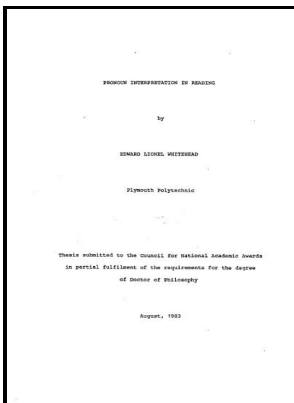 PRONOUN INTERPRETATION IN READING
by
EDWARD LIONEL WHITEHEAD
Plymouth Polytechnic
Thesis submitted to the Council for National Academic Awards
in partial fulfilment of the requirements for the degree
of Doctor of Philosophy
August, 1983